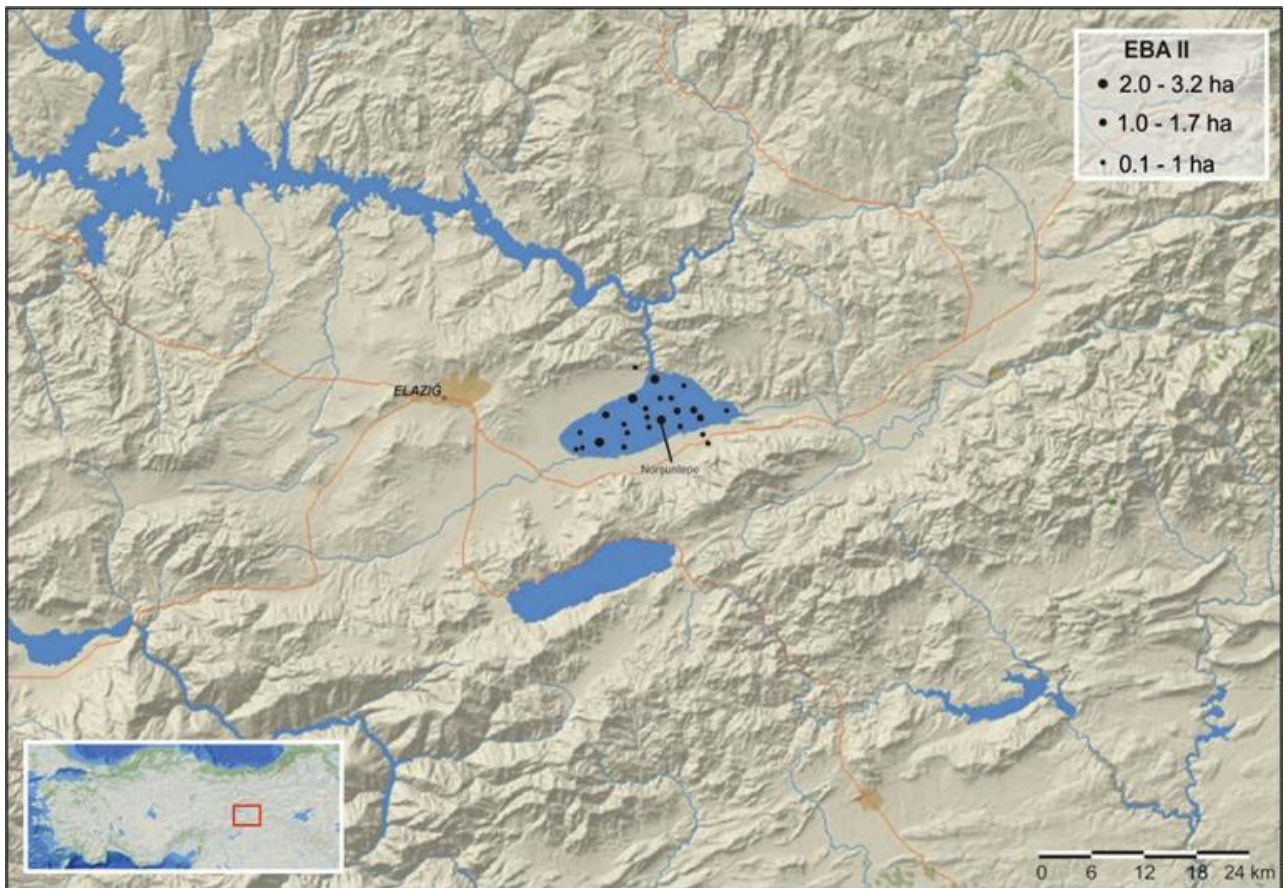 EBA II
2.0 - 3.2 ha
1.0 - 1.7 ha
0.1 - 1 ha
ELAZIĞ
Norşuntepe
0 6 12 18 24 km